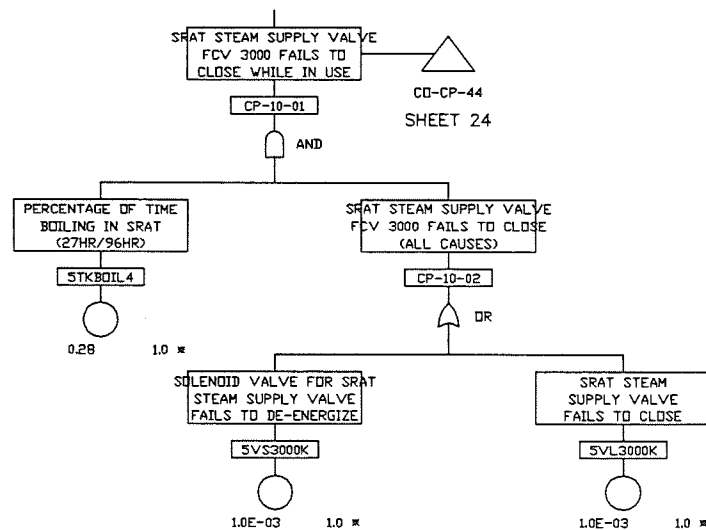 SRAT STEAM SUPPLY VALVE
FCV 3000 FAILS TO
CLOSE WHILE IN USE
CO-CP-44
SHEET 24
CP-10-01
AND
PERCENTAGE OF TIME
BOILING IN SRAT
(27HR/96HR)
5TKBOIL4
0.28 1.0 *
SRAT STEAM SUPPLY VALVE
FCV 3000 FAILS TO CLOSE
(ALL CAUSES)
CP-10-02
OR
SOLENOID VALVE FOR SRAT
STEAM SUPPLY VALVE
FAILS TO DE-ENERGIZE
5VS3000K
1.0E-03 1.0 *
SRAT STEAM
SUPPLY VALVE
FAILS TO CLOSE
5VL3000K
1.0E-03 1.0 *